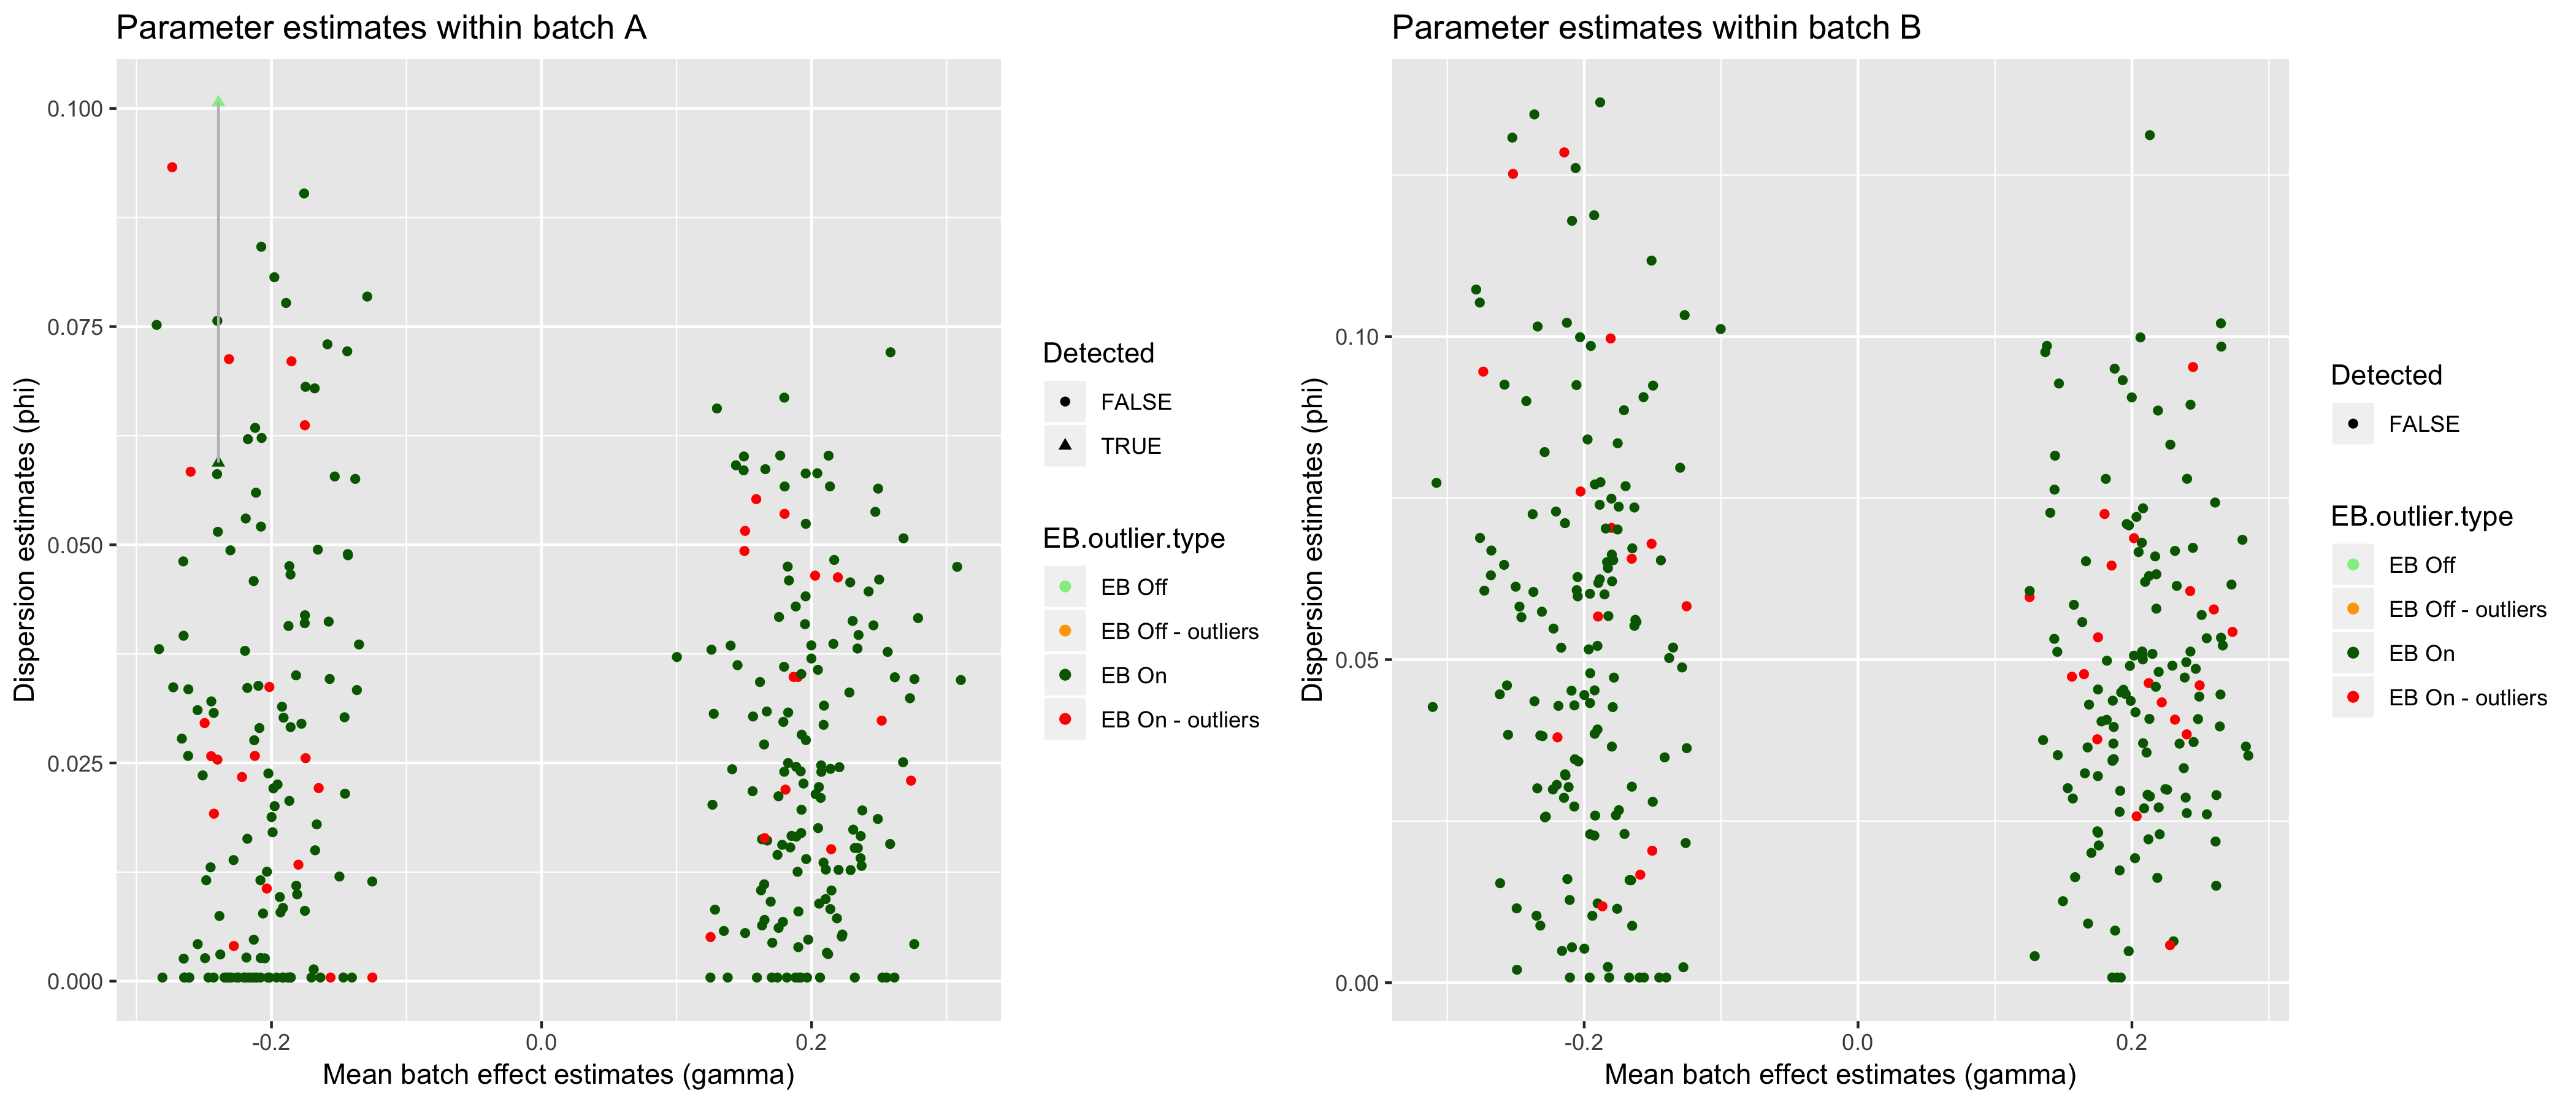 Parameter estimates within batch A
Dispersion estimates (phi)
0.100
0.075
0.050
0.025
0.000
-0.2
0.0
0.2
Mean batch effect estimates (gamma)
Detected
FALSE
TRUE
EB.outlier.type
EB Off
EB Off - outliers
EB On
EB On - outliers
Parameter estimates within batch B
Dispersion estimates (phi)
0.10
0.05
0.00
-0.2
0.0
0.2
Mean batch effect estimates (gamma)
Detected
FALSE
EB.outlier.type
EB Off
EB Off - outliers
EB On
EB On - outliers